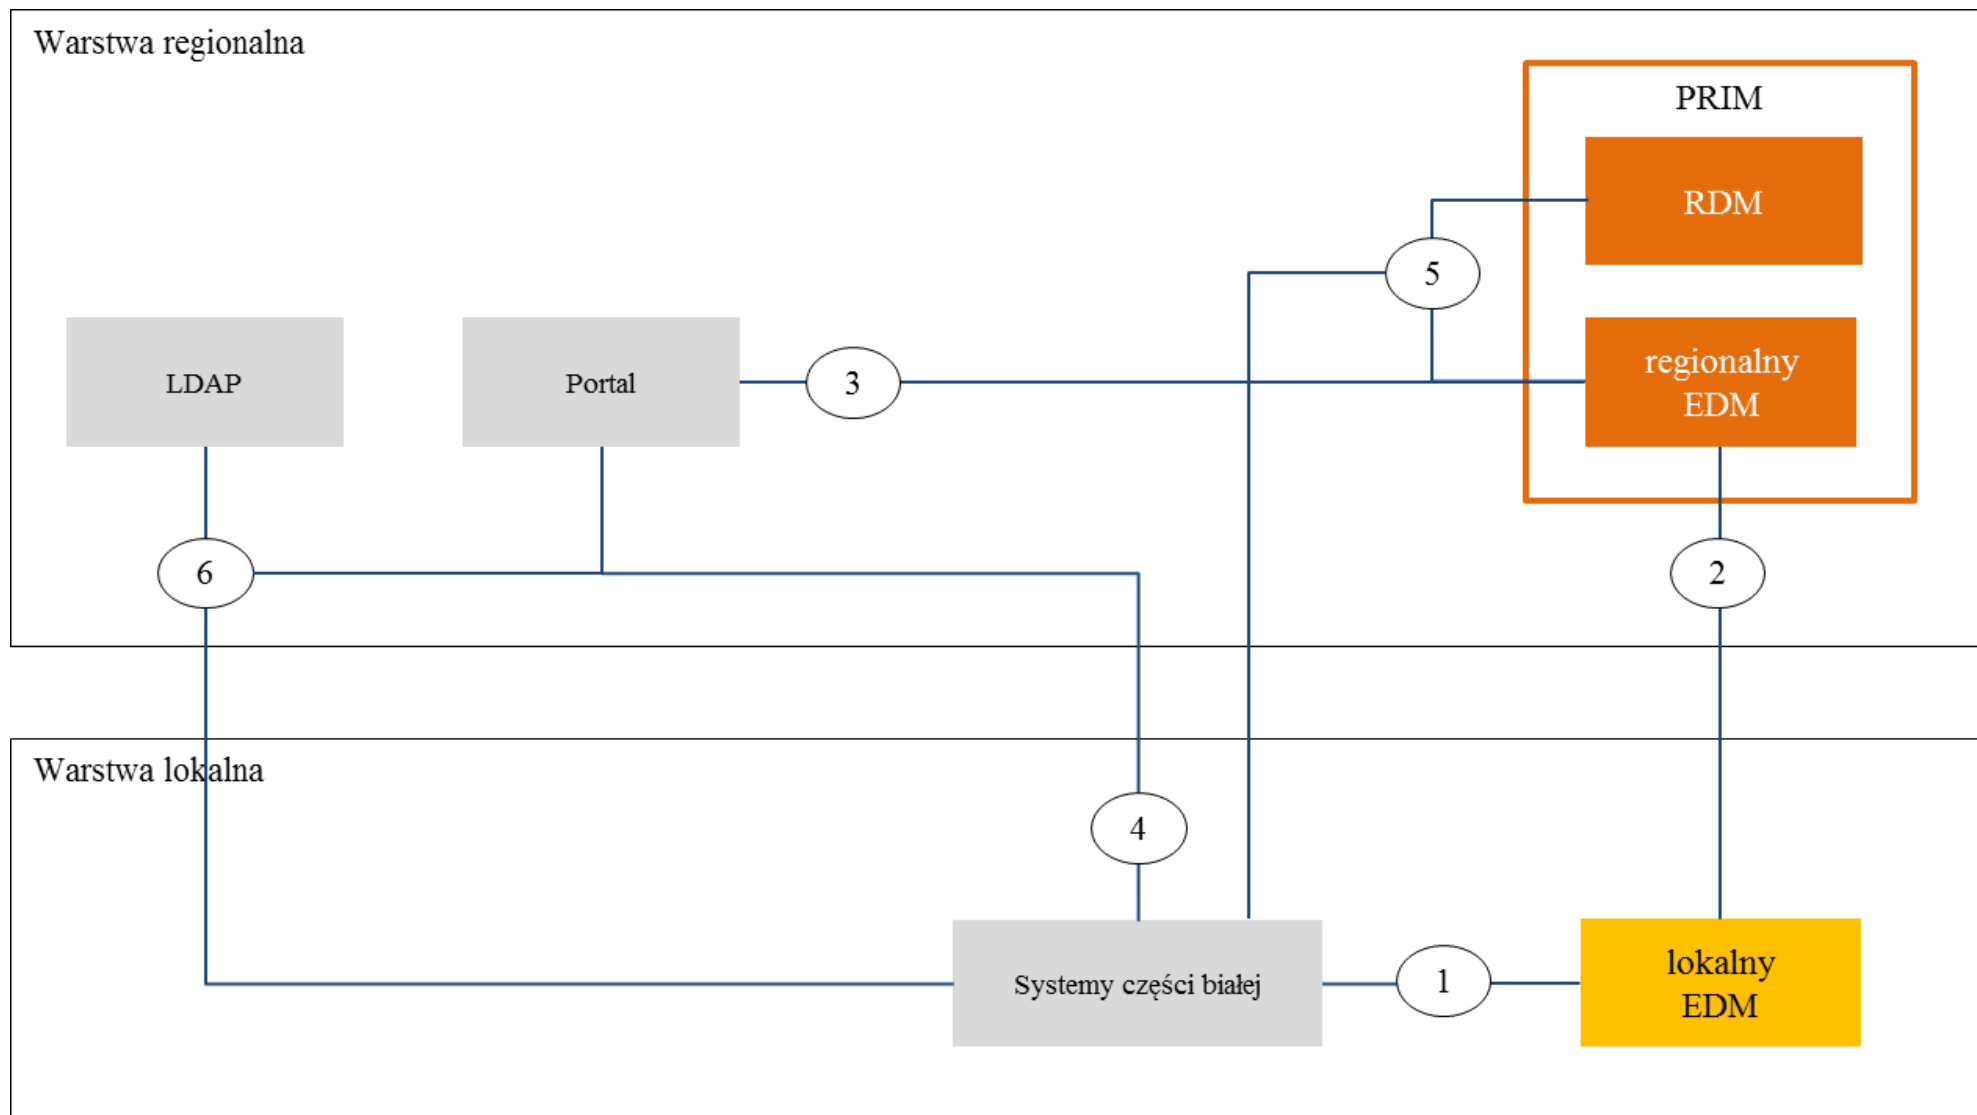 Warstwa regionalna
PRIM
RDM
5
LDAP
Portal
3
regionalny
EDM
6
2
Warstwa lokalna
4
Systemy części białej
1
lokalny
EDM